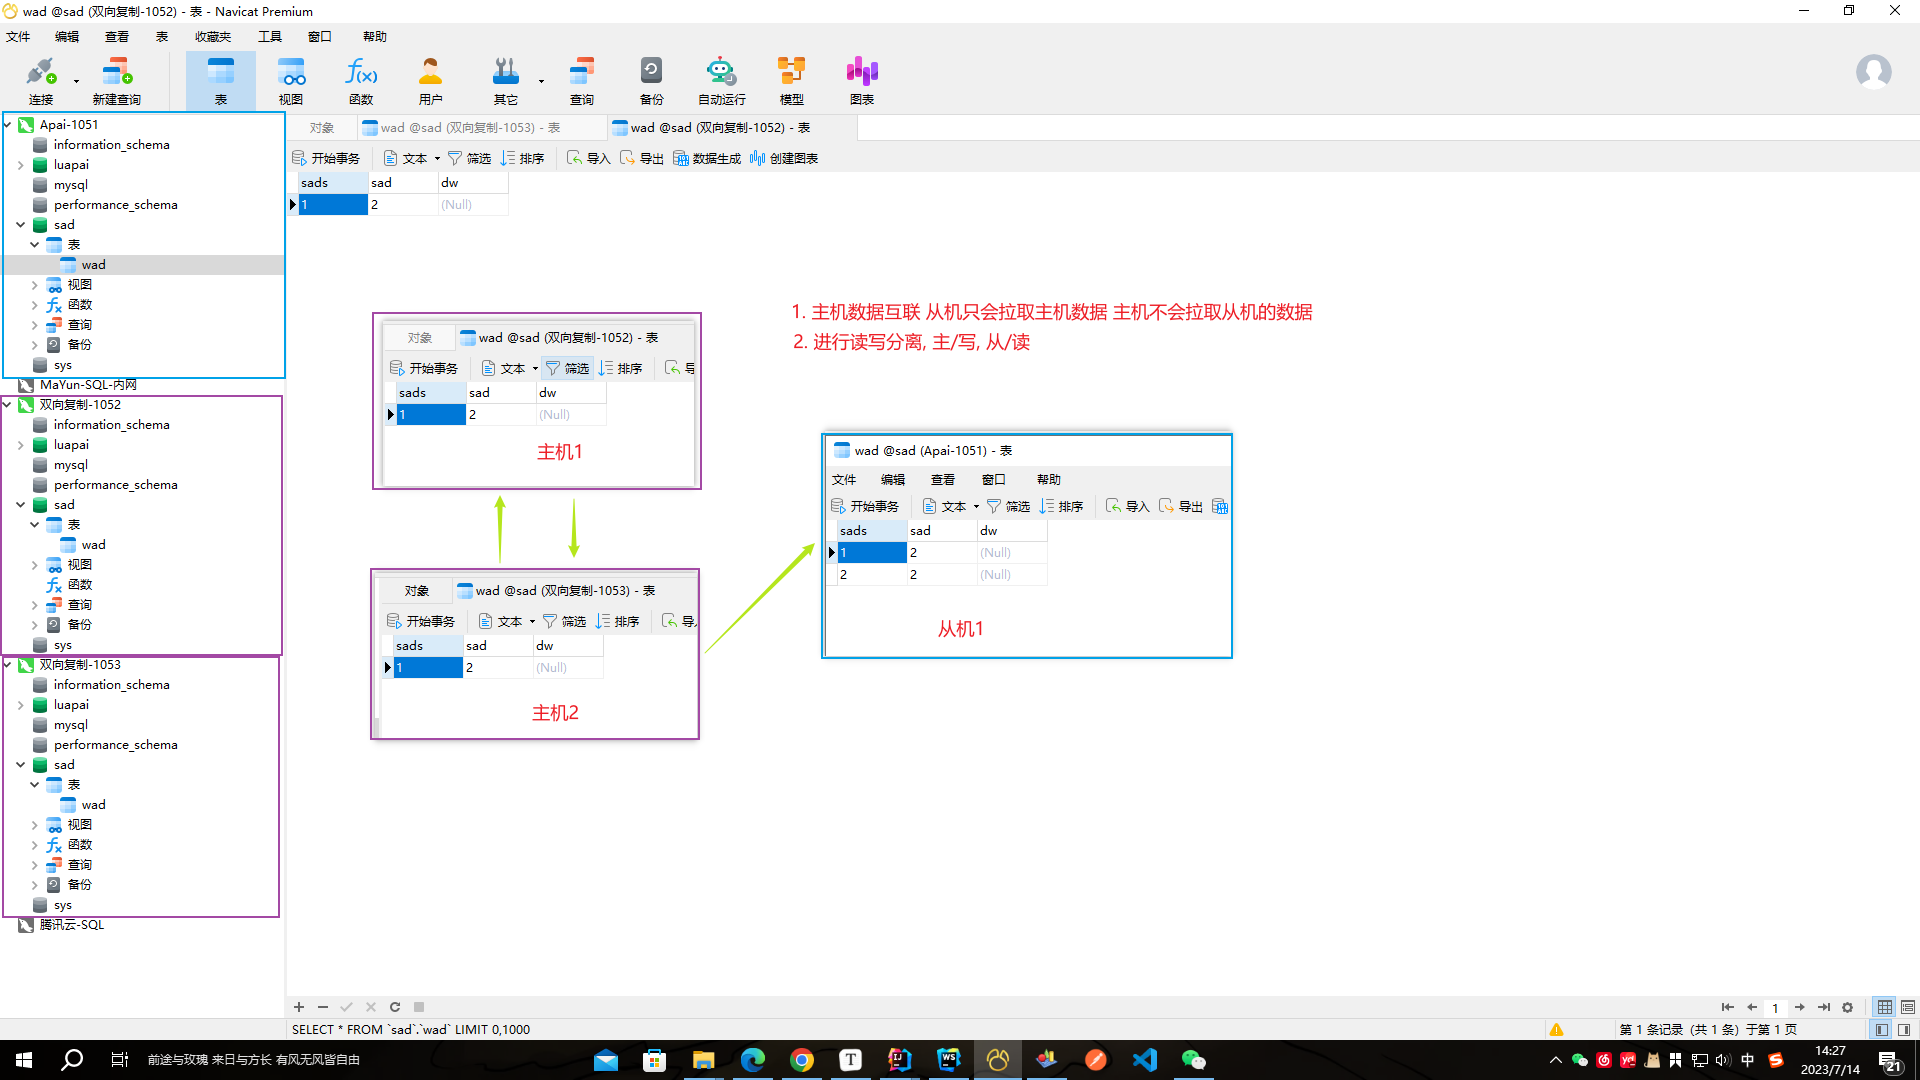 wad @sad (双向复制-1052) - 表 - Navicat Premium
文件 编辑 查看 表 收藏夹 工具 窗口 帮助
连接 新建查询 表 视图 函数 用户 其它 查询 备份 自动运行 模型 图表
Apai-1051
information_schema
luapai
mysql
performance_schema
sad
表
wad
视图
函数
查询
备份
sys
MaYun-SQL-内网
双向复制-1052
information_schema
luapai
mysql
performance_schema
sad
表
wad
视图
函数
查询
备份
sys
双向复制-1053
information_schema
luapai
mysql
performance_schema
sad
表
wad
视图
函数
查询
备份
sys
腾讯云-SQL
对象 wad @sad (双向复制-1053) - 表 wad @sad (双向复制-1052) - 表
开始事务 文本 筛选 排序 导入 导出 数据生成 创建图表
sads sad dw
1 2 (Null)
1. 主机数据互联 从机只会拉取主机数据 主机不会拉取从机的数据
2. 进行读写分离, 主/写, 从/读
对象 wad @sad (双向复制-1052) - 表
开始事务 文本 筛选 排序 导
sads sad dw
1 2 (Null)
主机1
对象 wad @sad (双向复制-1053) - 表
开始事务 文本 筛选 排序 导
sads sad dw
1 2 (Null)
主机2
wad @sad (Apai-1051) - 表
文件 编辑 查看 窗口 帮助
开始事务 文本 筛选 排序 导入 导出
sads sad dw
1 2 (Null)
2 2 (Null)
从机1
1
SELECT * FROM `sad`.`wad` LIMIT 0,1000
第 1 条记录 (共 1 条) 于第 1 页
前途与玫瑰 来日与方长 有风无风皆自由
T
IJ
WS
中
14:27
2023/7/14
21